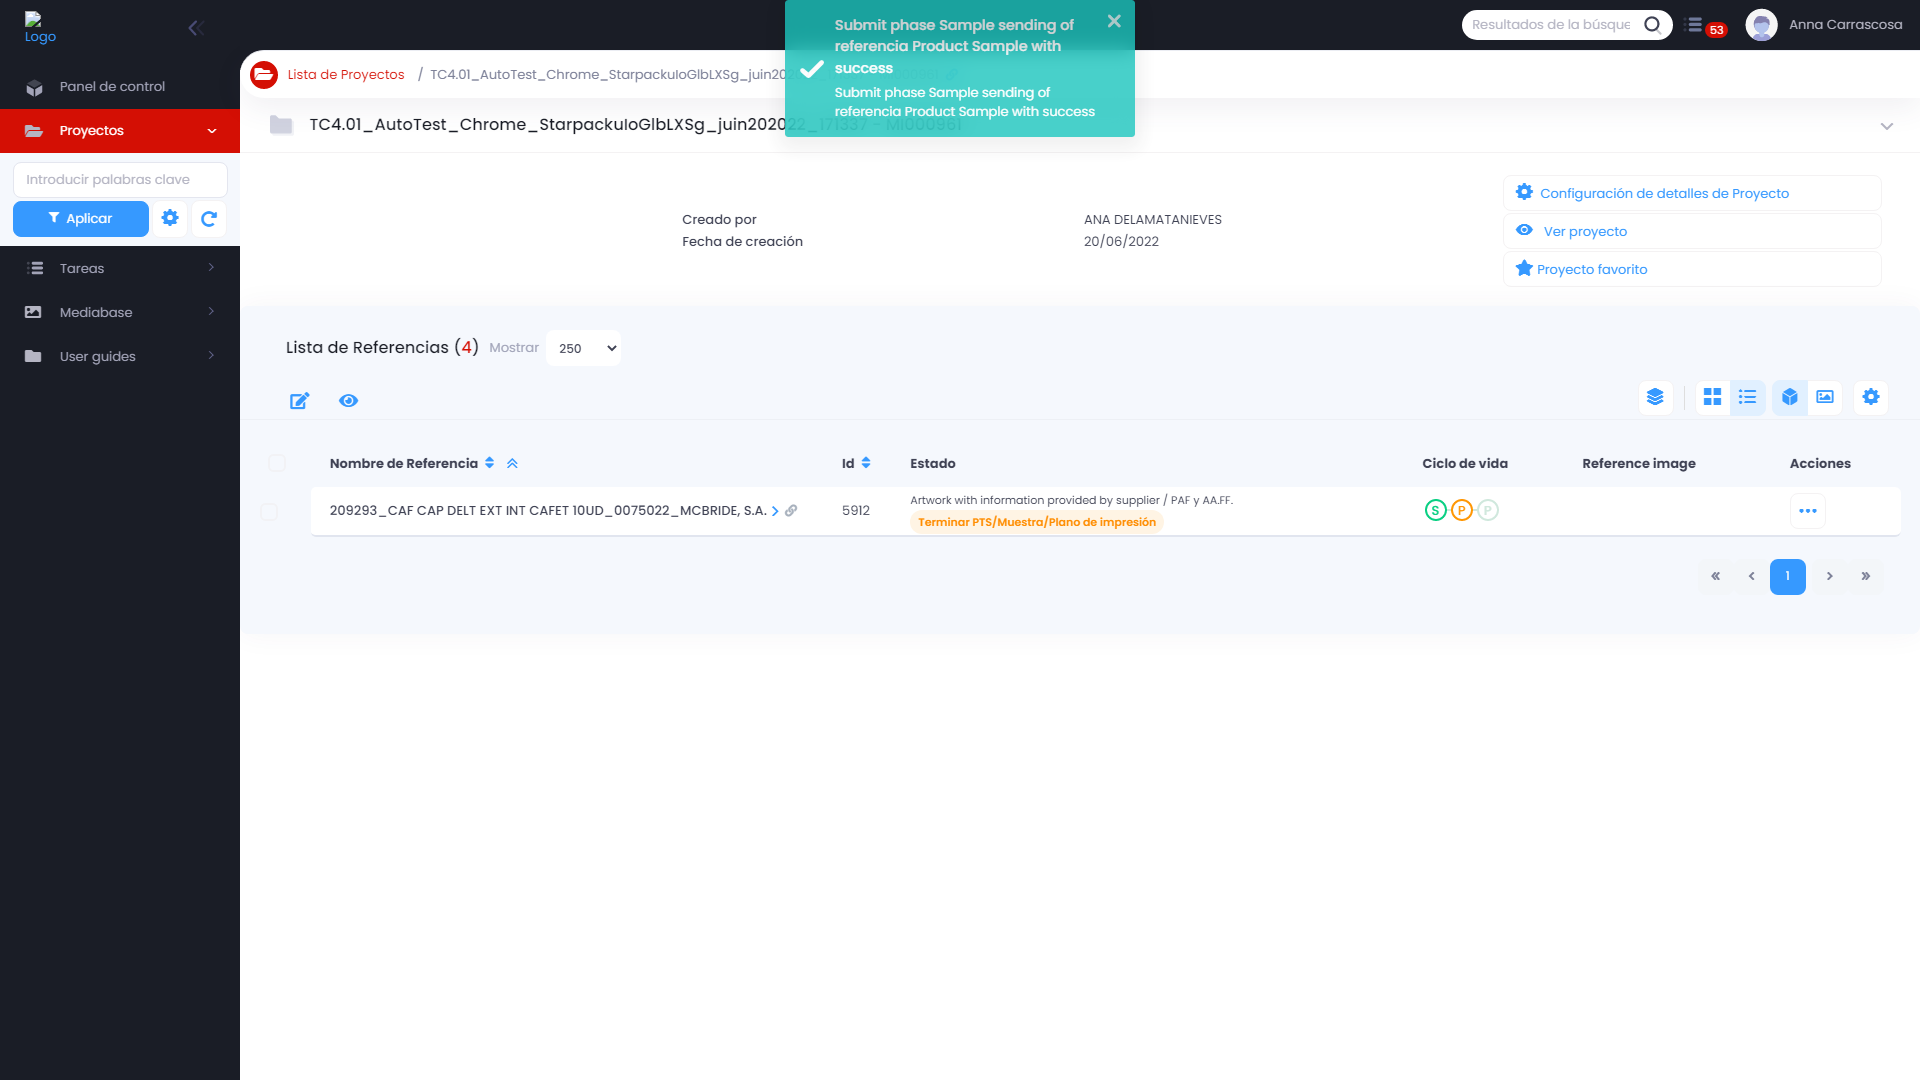 Logo
Panel de control
Proyectos
Introducir palabras clave
Aplicar
Tareas
Mediabase
User guides
Submit phase Sample sending of
referencia Product Sample with
success
Submit phase Sample sending of
referencia Product Sample with success
Resultados de la búsque
53
Anna Carrascosa
Lista de Proyectos / TC4.01_AutoTest_Chrome_StarpackuIoGlbLXSg_juin202
TC4.01_AutoTest_Chrome_StarpackuIoGlbLXSg_juin202022_171337 - MI000961
Creado por
ANA DELAMATANIEVES
Fecha de creación
20/06/2022
Configuración de detalles de Proyecto
Ver proyecto
Proyecto favorito
Lista de Referencias (4) Mostrar 250
Nombre de Referencia Id Estado Ciclo de vida Reference image Acciones
209293_CAF CAP DELT EXT INT CAFET 10UD_0075022_MCBRIDE, S.A. 5912
Artwork with information provided by supplier / PAF y AA.FF.
Terminar PTS/Muestra/Plano de impresión
S P P
1